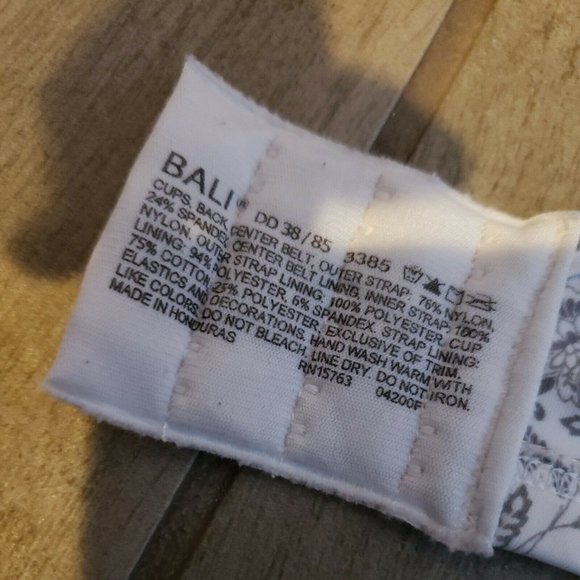 BALI®
DD 38/85 3385
CUPS, BACK, CENTER BELT, OUTER STRAP: 76% NYLON,
24% SPANDEX. CENTER BELT LINING, INNER STRAP: 100%
NYLON. OUTER STRAP LINING: 100% POLYESTER. CUP
LINING: 94% POLYESTER, 6% SPANDEX. STRAP LINING:
75% COTTON, 25% POLYESTER. EXCLUSIVE OF TRIM,
ELASTICS AND DECORATIONS. HAND WASH WARM WITH
LIKE COLORS. DO NOT BLEACH, LINE DRY. DO NOT IRON.
MADE IN HONDURAS
RN15763 04200F